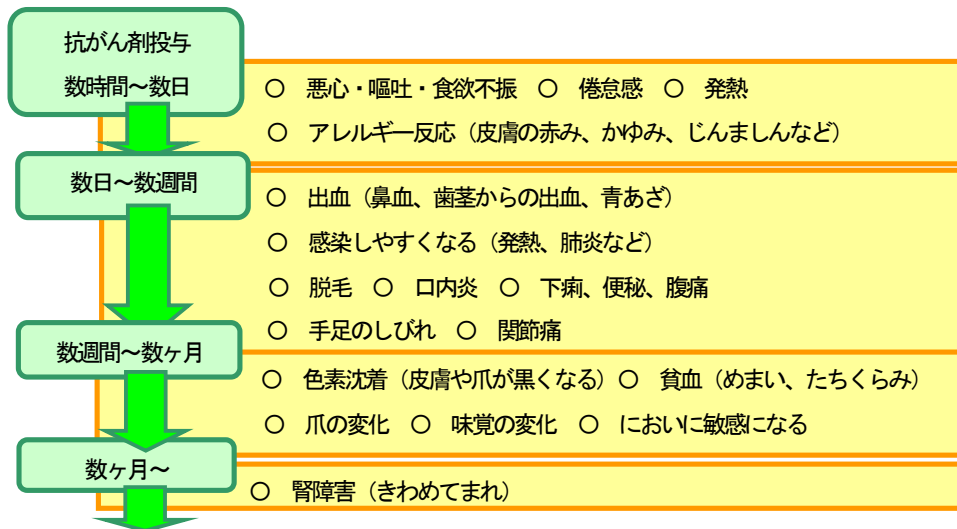 抗がん剤投与
数時間～数日
○ 悪心・嘔吐・食欲不振 ○ 倦怠感 ○ 発熱
○ アレルギー反応（皮膚の赤み、かゆみ、じんましんなど）
数日～数週間
○ 出血（鼻血、歯茎からの出血、青あざ）
○ 感染しやすくなる（発熱、肺炎など）
○ 脱毛 ○ 口内炎 ○ 下痢、便秘、腹痛
○ 手足のしびれ ○ 関節痛
数週間～数ヶ月
○ 色素沈着（皮膚や爪が黒くなる）○ 貧血（めまい、たちくらみ）
○ 爪の変化 ○ 味覚の変化 ○ においに敏感になる
数ヶ月～
○ 腎障害（きわめてまれ）